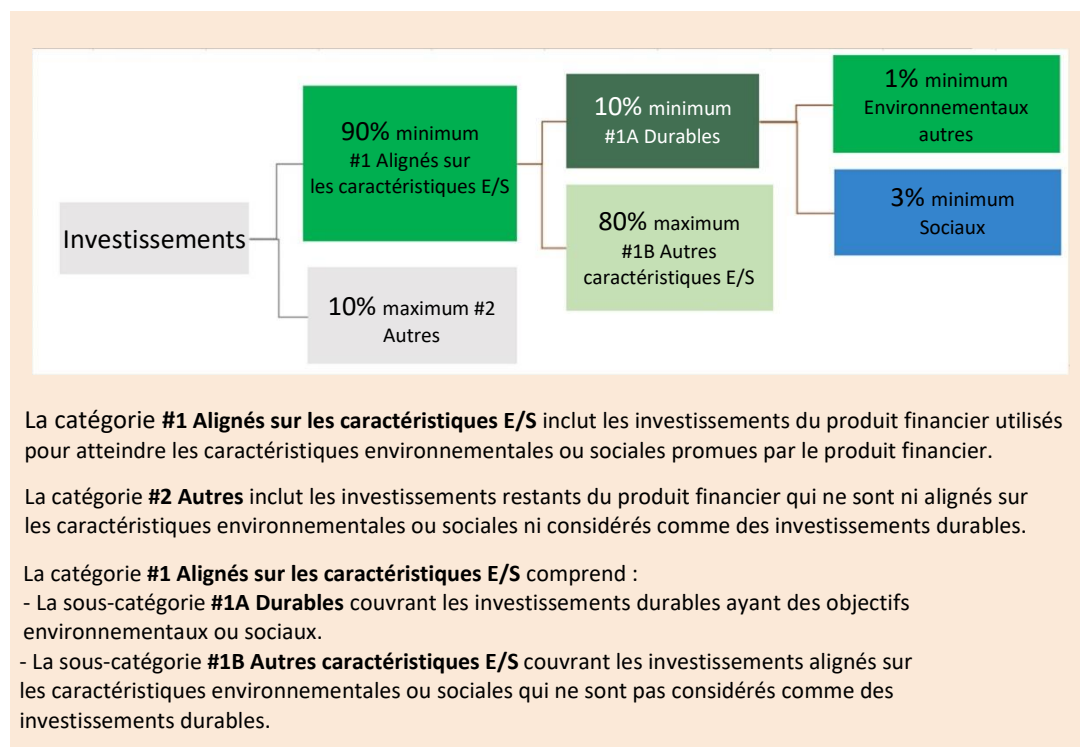 Investissements
90% minimum
#1 Alignés sur
les caractéristiques E/S
10% maximum #2
Autres
10% minimum
#1A Durables
80% maximum
#1B Autres
caractéristiques E/S
1% minimum
Environnementaux
autres
3% minimum
Sociaux
La catégorie #1 Alignés sur les caractéristiques E/S inclut les investissements du produit financier utilisés
pour atteindre les caractéristiques environnementales ou sociales promues par le produit financier.
La catégorie #2 Autres inclut les investissements restants du produit financier qui ne sont ni alignés sur
les caractéristiques environnementales ou sociales ni considérés comme des investissements durables.
La catégorie #1 Alignés sur les caractéristiques E/S comprend :
- La sous-catégorie #1A Durables couvrant les investissements durables ayant des objectifs
environnementaux ou sociaux.
- La sous-catégorie #1B Autres caractéristiques E/S couvrant les investissements alignés sur
les caractéristiques environnementales ou sociales qui ne sont pas considérés comme des
investissements durables.